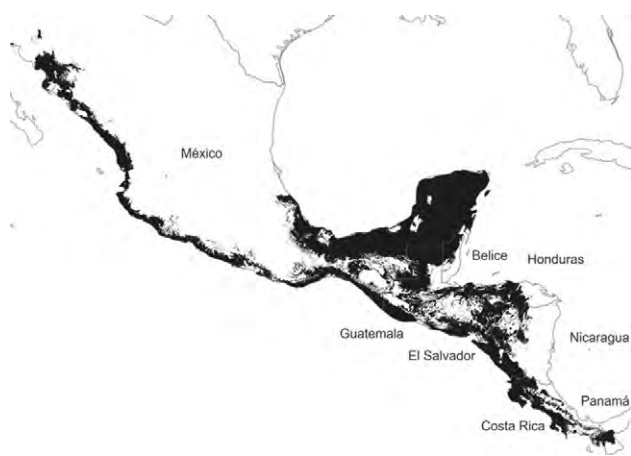 México
Belice
Honduras
Guatemala
Nicaragua
El Salvador
Panamá
Costa Rica